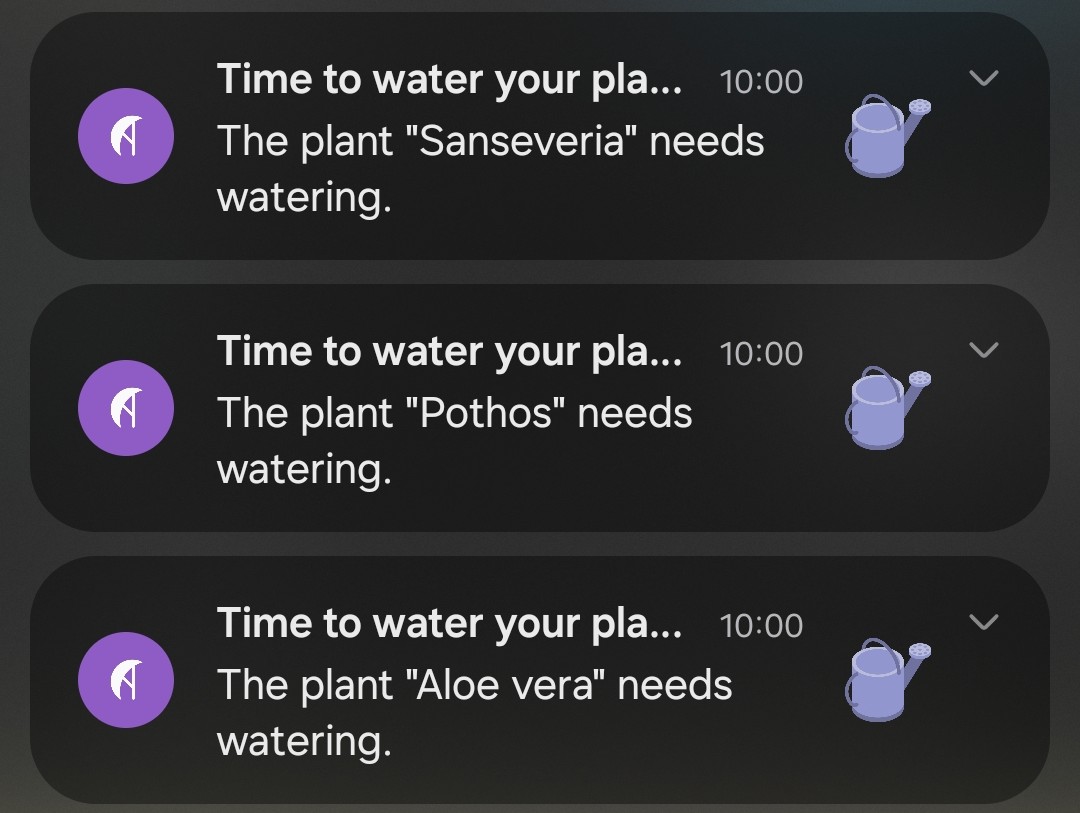 Time to water your pla... 10:00
The plant "Sanseveria" needs
watering.
Time to water your pla... 10:00
The plant "Pothos" needs
watering.
Time to water your pla... 10:00
The plant "Aloe vera" needs
watering.